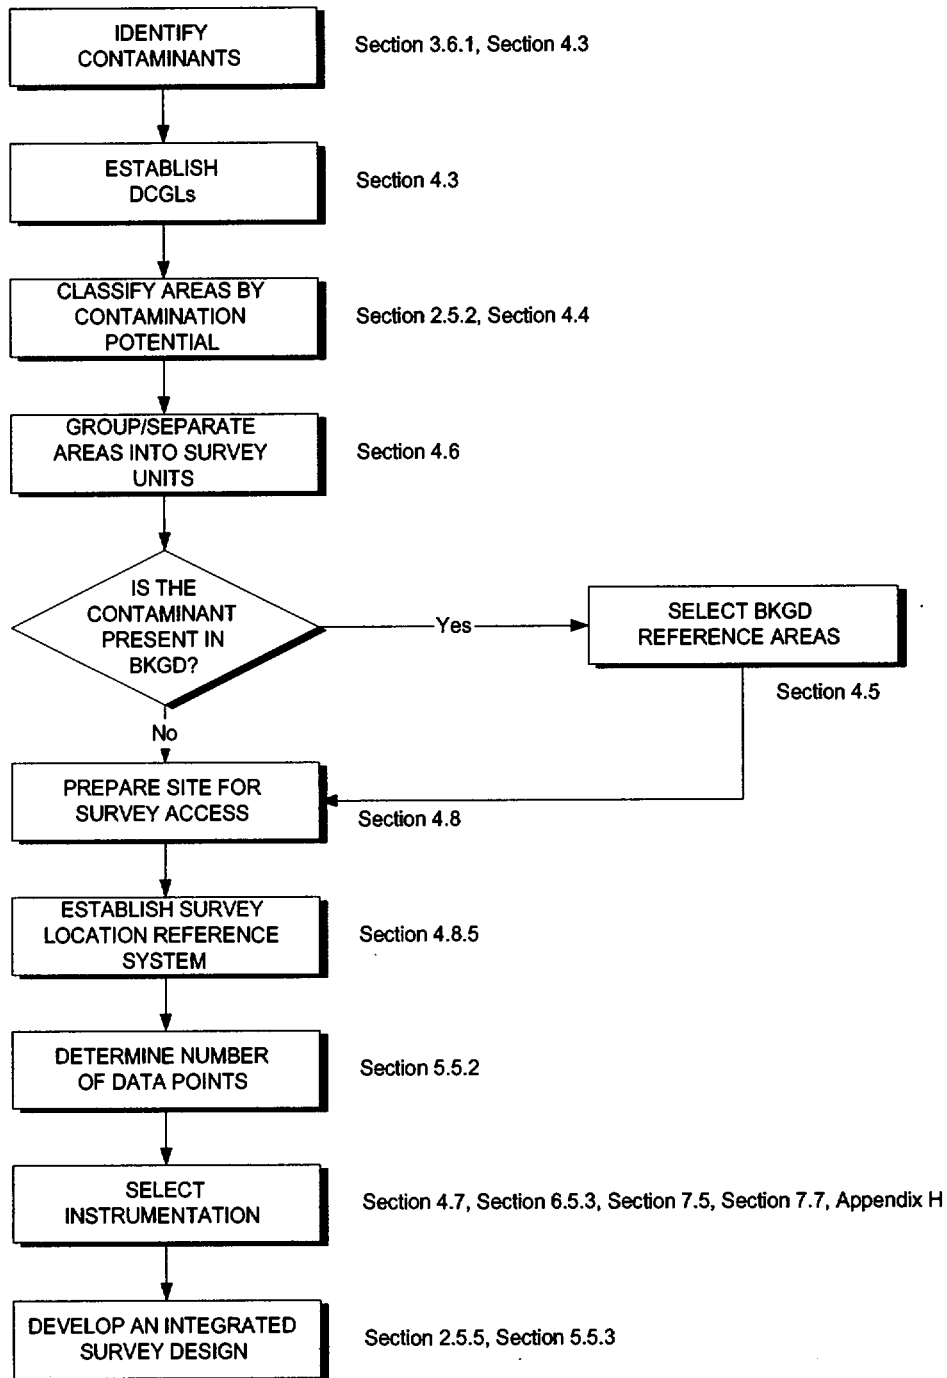 IDENTIFY
CONTAMINANTS
Section 3.6.1, Section 4.3
ESTABLISH
DCGLs
Section 4.3
CLASSIFY AREAS BY
CONTAMINATION
POTENTIAL
Section 2.5.2, Section 4.4
GROUP/SEPARATE
AREAS INTO SURVEY
UNITS
Section 4.6
IS THE
CONTAMINANT
PRESENT IN
BKGD?
Yes
SELECT BKGD
REFERENCE AREAS
Section 4.5
No
PREPARE SITE FOR
SURVEY ACCESS
Section 4.8
ESTABLISH SURVEY
LOCATION REFERENCE
SYSTEM
Section 4.8.5
DETERMINE NUMBER
OF DATA POINTS
Section 5.5.2
SELECT
INSTRUMENTATION
Section 4.7, Section 6.5.3, Section 7.5, Section 7.7, Appendix H
DEVELOP AN INTEGRATED
SURVEY DESIGN
Section 2.5.5, Section 5.5.3